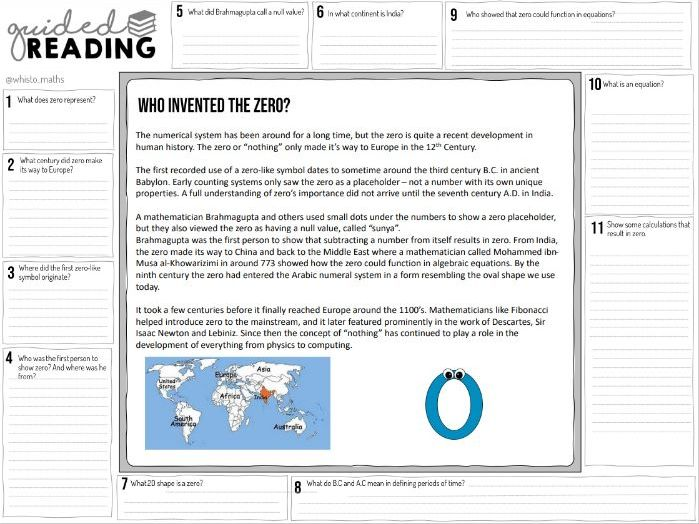 guided
READING
@whisto_maths
1 What does zero represent?
2 What century did zero make
its way to Europe?
3 Where did the first zero-like
symbol originate?
4 Who was the first person to
show zero? And where was he
from?
5 What did Brahmagupta call a null value?
6 In what continent is India?
9 Who showed that zero could function in equations?
10 What is an equation?
11 Show some calculations that
result in zero.
WHO INVENTED THE ZERO?
The numerical system has been around for a long time, but the zero is quite a recent development in
human history. The zero or “nothing” only made it’s way to Europe in the 12th Century.
The first recorded use of a zero-like symbol dates to sometime around the third century B.C. in ancient
Babylon. Early counting systems only saw the zero as a placeholder – not a number with its own unique
properties. A full understanding of zero’s importance did not arrive until the seventh century A.D. in India.
A mathematician Brahmagupta and others used small dots under the numbers to show a zero placeholder,
but they also viewed the zero as having a null value, called “sunya”.
Brahmagupta was the first person to show that subtracting a number from itself results in zero. From India,
the zero made its way to China and back to the Middle East where a mathematician called Mohammed ibn-
Musa al-Khowarizimi in around 773 showed how the zero could function in algebraic equations. By the
ninth century the zero had entered the Arabic numeral system in a form resembling the oval shape we use
today.
It took a few centuries before it finally reached Europe around the 1100’s. Mathematicians like Fibonacci
helped introduce zero to the mainstream, and it later featured prominently in the work of Descartes, Sir
Isaac Newton and Lebiniz. Since then the concept of “nothing” has continued to play a role in the
development of everything from physics to computing.
United
States
Europe
Asia
Africa
India
South
America
Australia
7 What 2D shape is a zero?
8 What do B.C and A.C mean in defining periods of time?